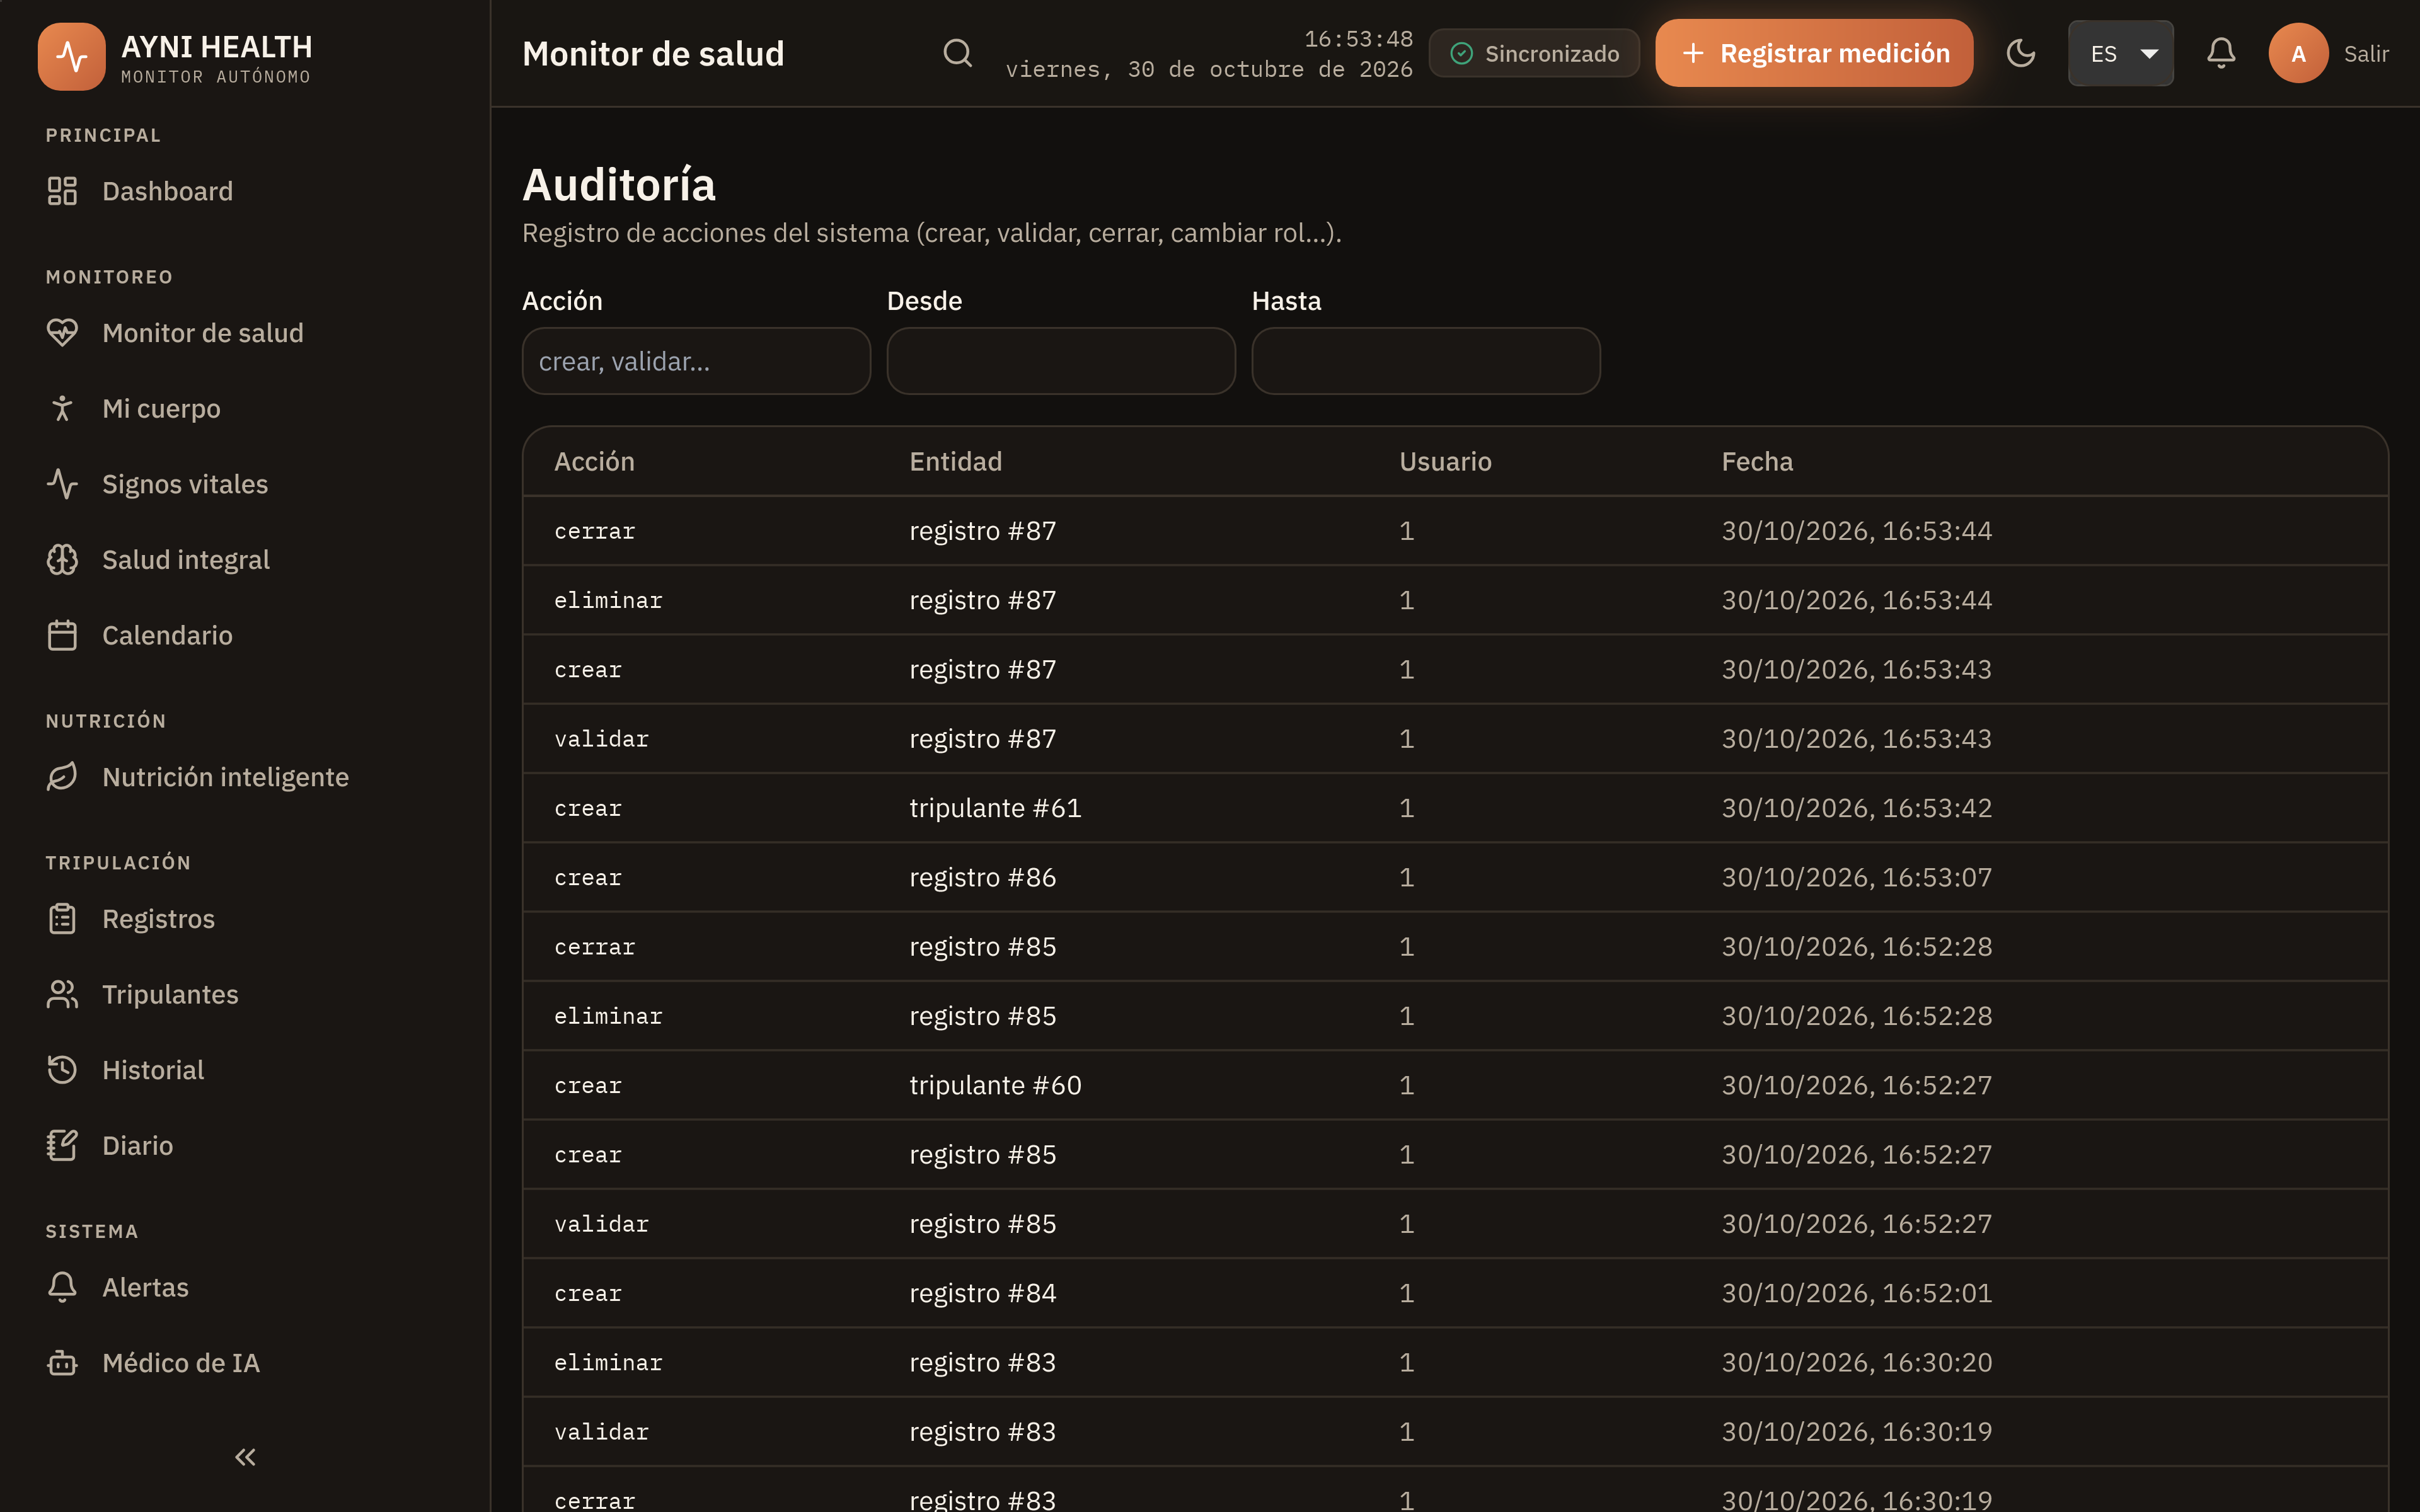 AYNI HEALTH
MONITOR AUTÓNOMO
PRINCIPAL
Dashboard
MONITOREO
Monitor de salud
Mi cuerpo
Signos vitales
Salud integral
Calendario
NUTRICIÓN
Nutrición inteligente
TRIPULACIÓN
Registros
Tripulantes
Historial
Diario
SISTEMA
Alertas
Médico de IA
Monitor de salud
16:53:48
viernes, 30 de octubre de 2026
Sincronizado
Registrar medición
ES
A
Salir
Auditoría
Registro de acciones del sistema (crear, validar, cerrar, cambiar rol...).
Acción Desde Hasta
crear, validar...
Acción Entidad Usuario Fecha
cerrar registro #87 1 30/10/2026, 16:53:44
eliminar registro #87 1 30/10/2026, 16:53:44
crear registro #87 1 30/10/2026, 16:53:43
validar registro #87 1 30/10/2026, 16:53:43
crear tripulante #61 1 30/10/2026, 16:53:42
crear registro #86 1 30/10/2026, 16:53:07
cerrar registro #85 1 30/10/2026, 16:52:28
eliminar registro #85 1 30/10/2026, 16:52:28
crear tripulante #60 1 30/10/2026, 16:52:27
crear registro #85 1 30/10/2026, 16:52:27
validar registro #85 1 30/10/2026, 16:52:27
crear registro #84 1 30/10/2026, 16:52:01
eliminar registro #83 1 30/10/2026, 16:30:20
validar registro #83 1 30/10/2026, 16:30:19
cerrar registro #83 1 30/10/2026, 16:30:19